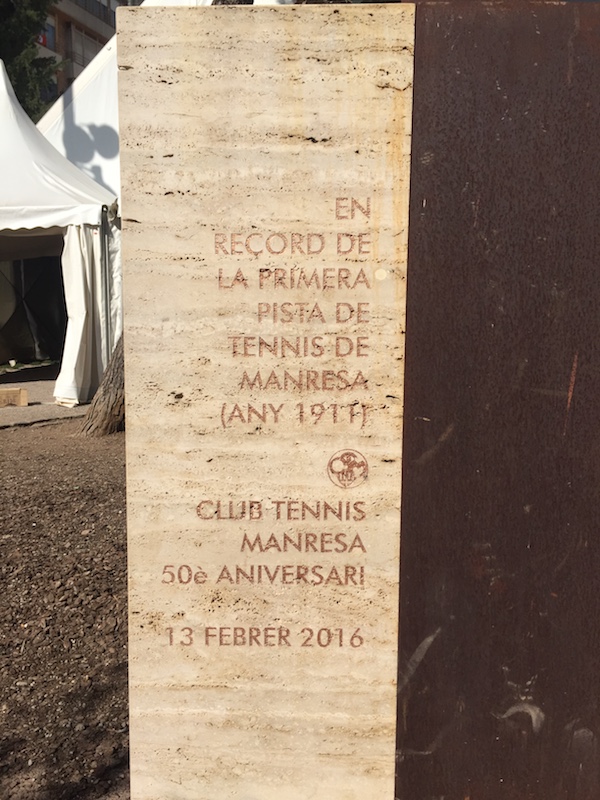 EN
RECORD DE
LA PRIMERA
PISTA DE
TENNIS DE
MANRESA
(ANY 1911)
CLUB TENNIS
MANRESA
50è ANIVERSARI
13 FEBRER 2016